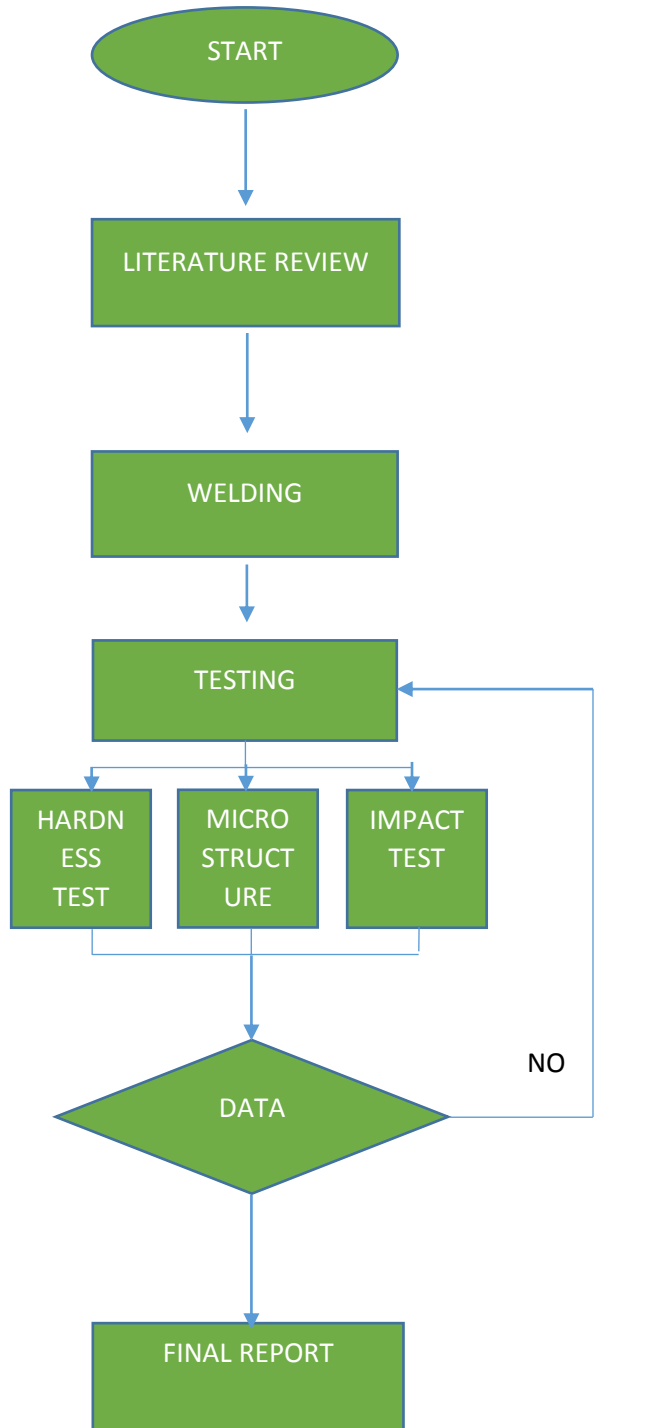 START
LITERATURE REVIEW
WELDING
TESTING
HARDN
ESS
TEST
MICRO
STRUCT
URE
IMPACT
TEST
NO
DATA
FINAL REPORT